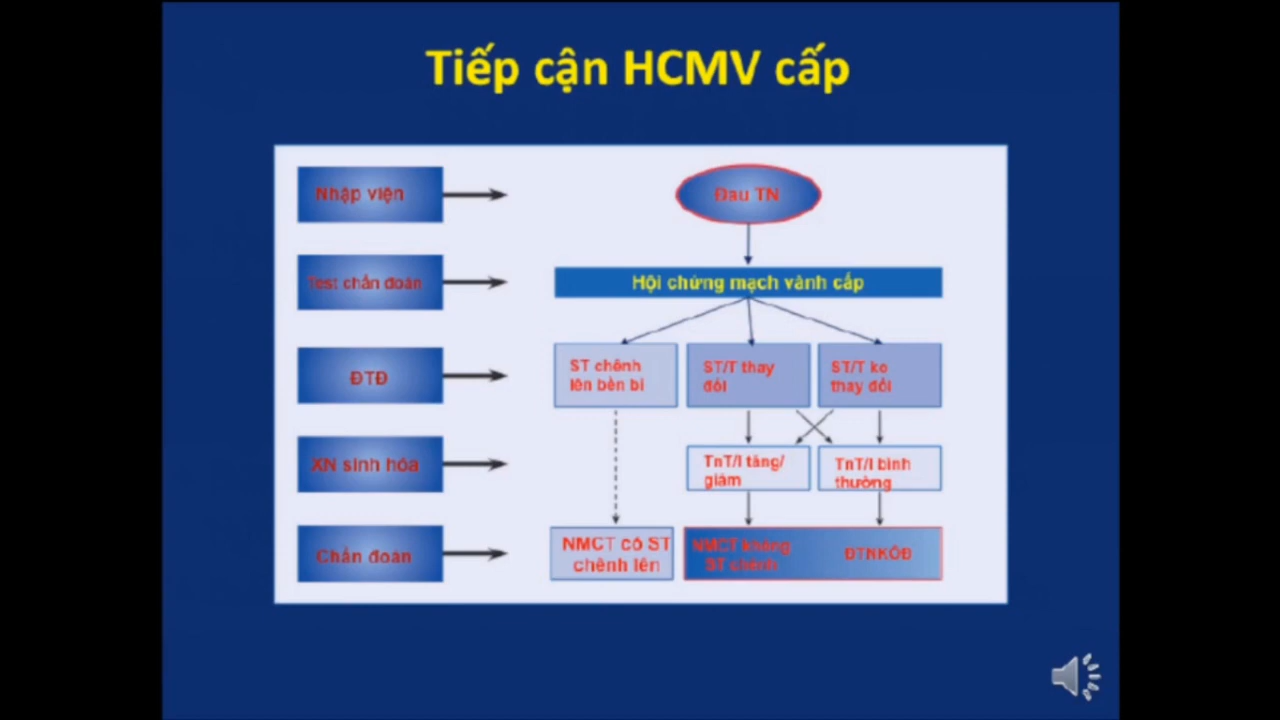 Tiếp cận HCMV cấp
Nhập viện
Đau TN
Test chẩn đoán
Hội chứng mạch vành cấp
ĐTĐ
ST chênh
lên bền bỉ
ST/T thay
đổi
ST/T ko
thay đổi
XN sinh hóa
TnT/I tăng/
giảm
TnT/I bình
thường
Chẩn đoán
NMCT có ST
chênh lên
NMCT không
ST chênh
ĐTNKÔĐ